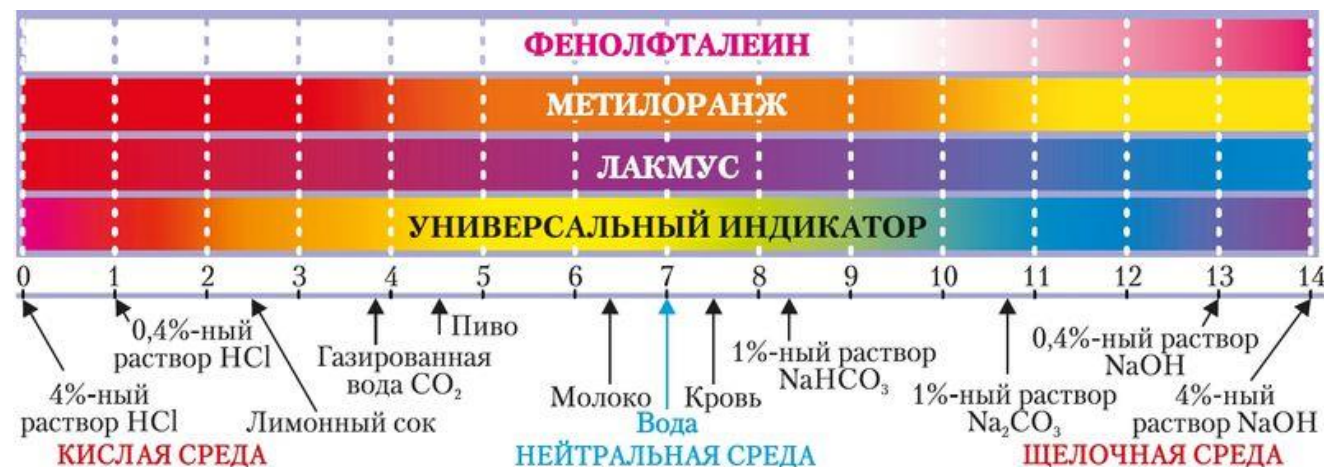 ФЕНОЛФТАЛЕИН
МЕТИЛОРАНЖ
ЛАКМУС
УНИВЕРСАЛЬНЫЙ ИНДИКАТОР
0 1 2 3 4 5 6 7 8 9 10 11 12 13 14
4%-ный
раствор HCl
0,4%-ный
раствор HCl
Лимонный сок
Газированная
вода CO₂
Пиво
Молоко
Вода
Кровь
1%-ный раствор
NaHCO₃
1%-ный раствор
Na₂CO₃
0,4%-ный раствор
NaOH
4%-ный
раствор NaOH
КИСЛАЯ СРЕДА
НЕЙТРАЛЬНАЯ СРЕДА
ЩЕЛОЧНАЯ СРЕДА